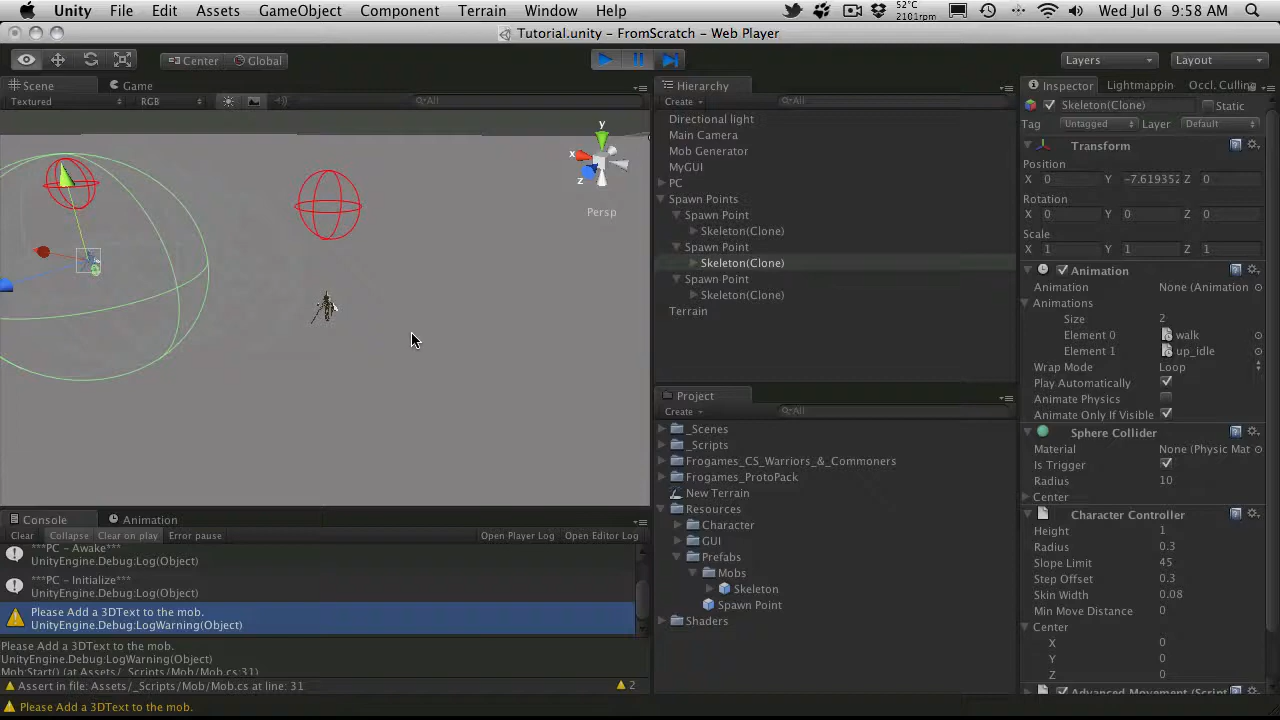 Unity File Edit Assets GameObject Component Terrain Window Help 52°C 2101rpm Wed Jul 6 9:58 AM
Tutorial.unity - FromScratch - Web Player
Center Global Layers Layout
Scene Game
Textured RGB All
y
x
z
Persp
Hierarchy
Create All
Directional light
Main Camera
Mob Generator
MyGUI
PC
Spawn Points
Spawn Point
Skeleton(Clone)
Spawn Point
Skeleton(Clone)
Spawn Point
Skeleton(Clone)
Terrain
Project
Create All
_Scenes
_Scripts
Frogames_CS_Warriors_&_Commoners
Frogames_ProtoPack
New Terrain
Resources
Character
GUI
Prefabs
Mobs
Skeleton
Spawn Point
Shaders
Inspector Lightmappin Occl. Culling
Skeleton(Clone) Static
Tag Untagged Layer Default
Transform
Position
X 0 Y -7.619352 Z 0
Rotation
X 0 Y 0 Z 0
Scale
X 1 Y 1 Z 1
Animation
Animation None (Animation
Animations
Size 2
Element 0 walk
Element 1 up_idle
Wrap Mode Loop
Play Automatically
Animate Physics
Animate Only If Visible
Sphere Collider
Material None (Physic Mat
Is Trigger
Radius 10
Center
Character Controller
Height 1
Radius 0.3
Slope Limit 45
Step Offset 0.3
Skin Width 0.08
Min Move Distance 0
Center
X 0
Y 0
Z 0
Advanced Movement (Script
Console Animation
Clear Collapse Clear on play Error pause Open Player Log Open Editor Log
***PC - Awake***
UnityEngine.Debug:Log(Object)
***PC - Initialize***
UnityEngine.Debug:Log(Object)
Please Add a 3DText to the mob.
UnityEngine.Debug:LogWarning(Object)
Please Add a 3DText to the mob.
UnityEngine.Debug:LogWarning(Object)
Mob:Start() (at Assets/_Scripts/Mob/Mob.cs:31)
Assert in file: Assets/_Scripts/Mob/Mob.cs at line: 31 2
Please Add a 3DText to the mob.